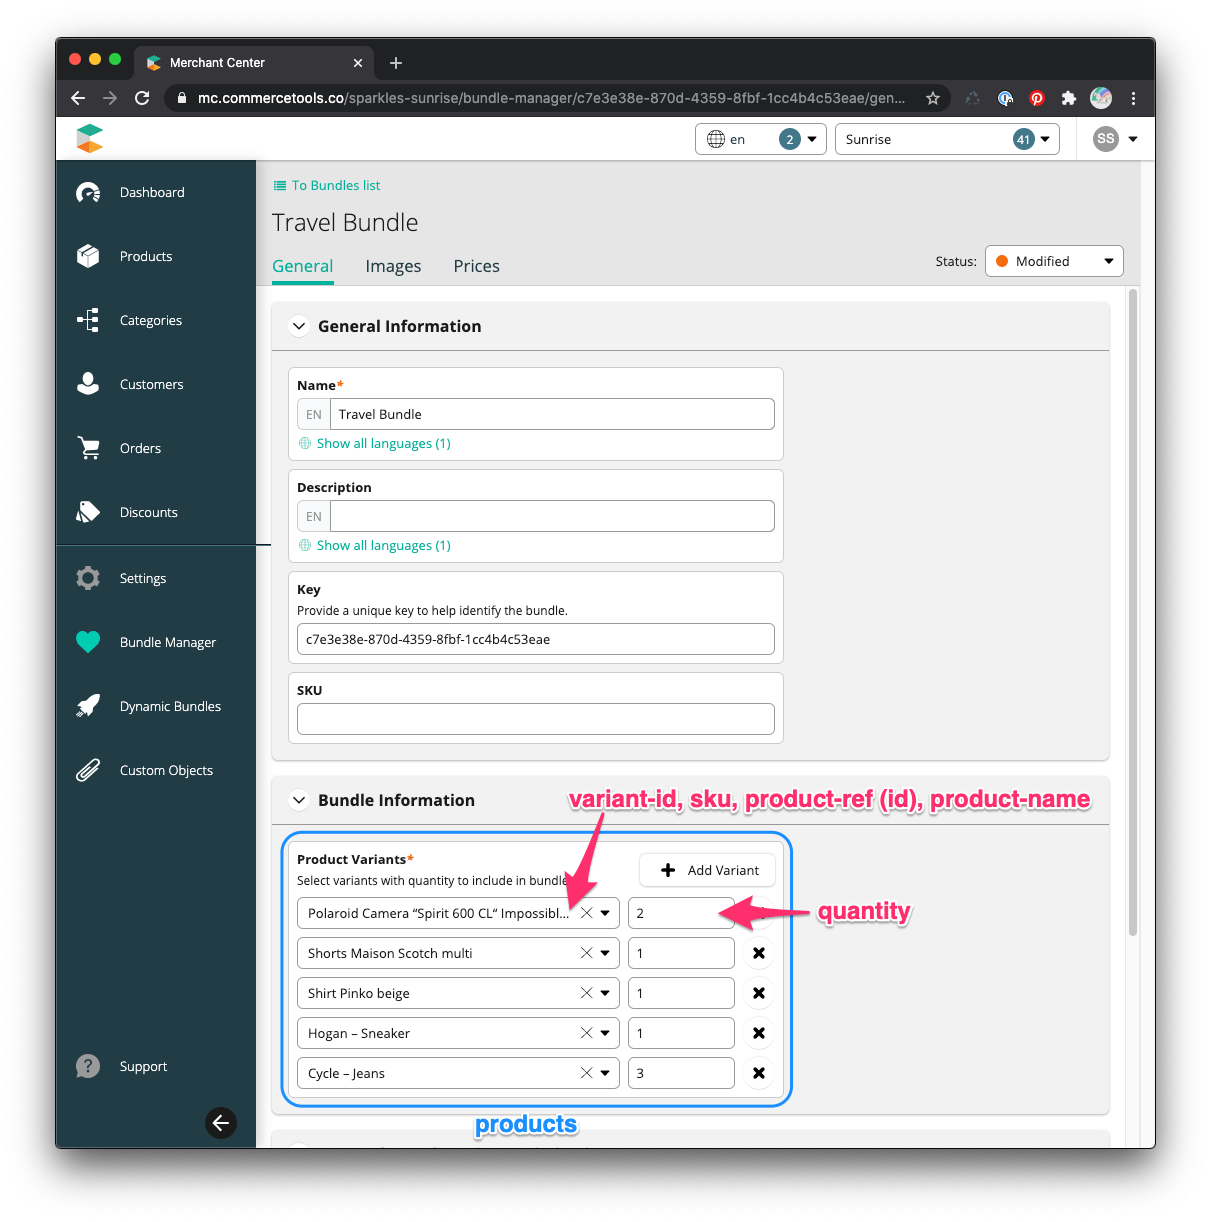 Merchant Center
mc.commercetools.co/sparkles-sunrise/bundle-manager/c7e3e38e-870d-4359-8fbf-1cc4b4c53eae/gen...
en 2
Sunrise 41
SS
Dashboard
Products
Categories
Customers
Orders
Discounts
Settings
Bundle Manager
Dynamic Bundles
Custom Objects
Support
To Bundles list
Travel Bundle
General Images Prices
Status: Modified
General Information
Name*
EN Travel Bundle
Show all languages (1)
Description
EN
Show all languages (1)
Key
Provide a unique key to help identify the bundle.
c7e3e38e-870d-4359-8fbf-1cc4b4c53eae
SKU
Bundle Information
variant-id, sku, product-ref (id), product-name
Product Variants*
Select variants with quantity to include in bundle
Add Variant
Polaroid Camera “Spirit 600 CL” Impossibl... 2
quantity
Shorts Maison Scotch multi 1
Shirt Pinko beige 1
Hogan – Sneaker 1
Cycle – Jeans 3
products